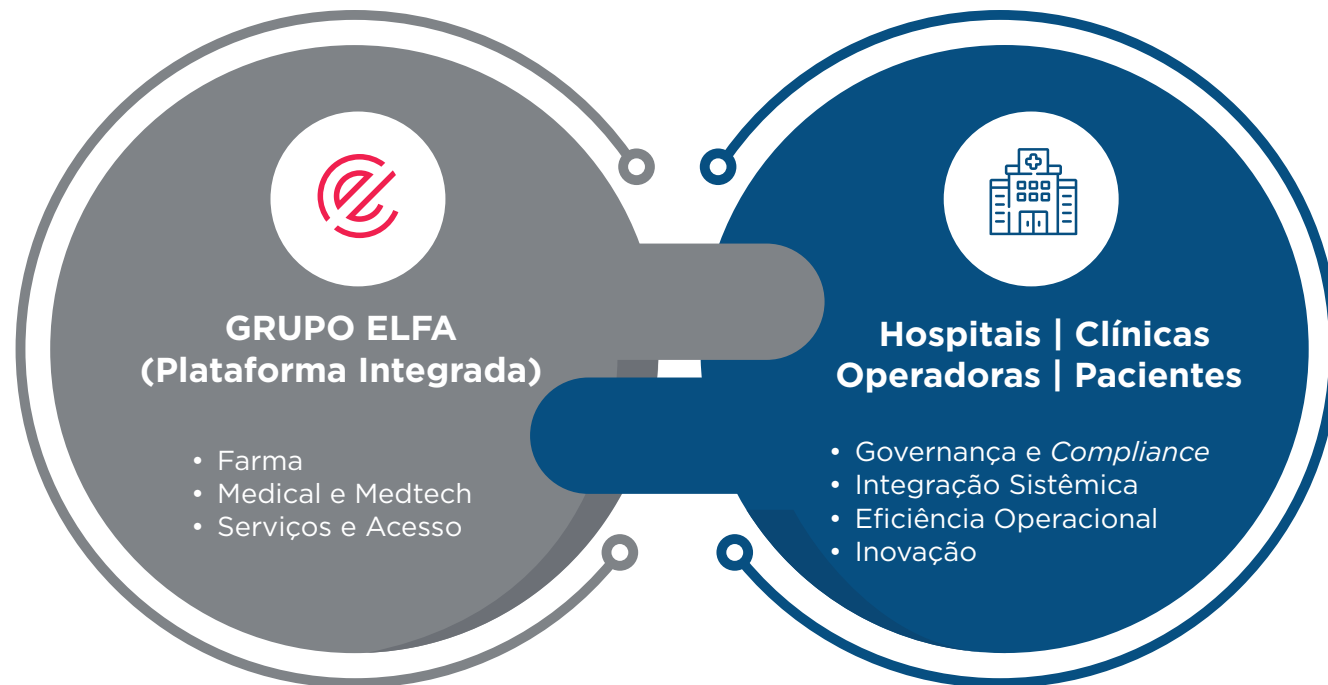 GRUPO ELFA
(Plataforma Integrada)
• Farma
• Medical e Medtech
• Serviços e Acesso
Hospitais | Clínicas
Operadoras | Pacientes
• Governança e Compliance
• Integração Sistêmica
• Eficiência Operacional
• Inovação